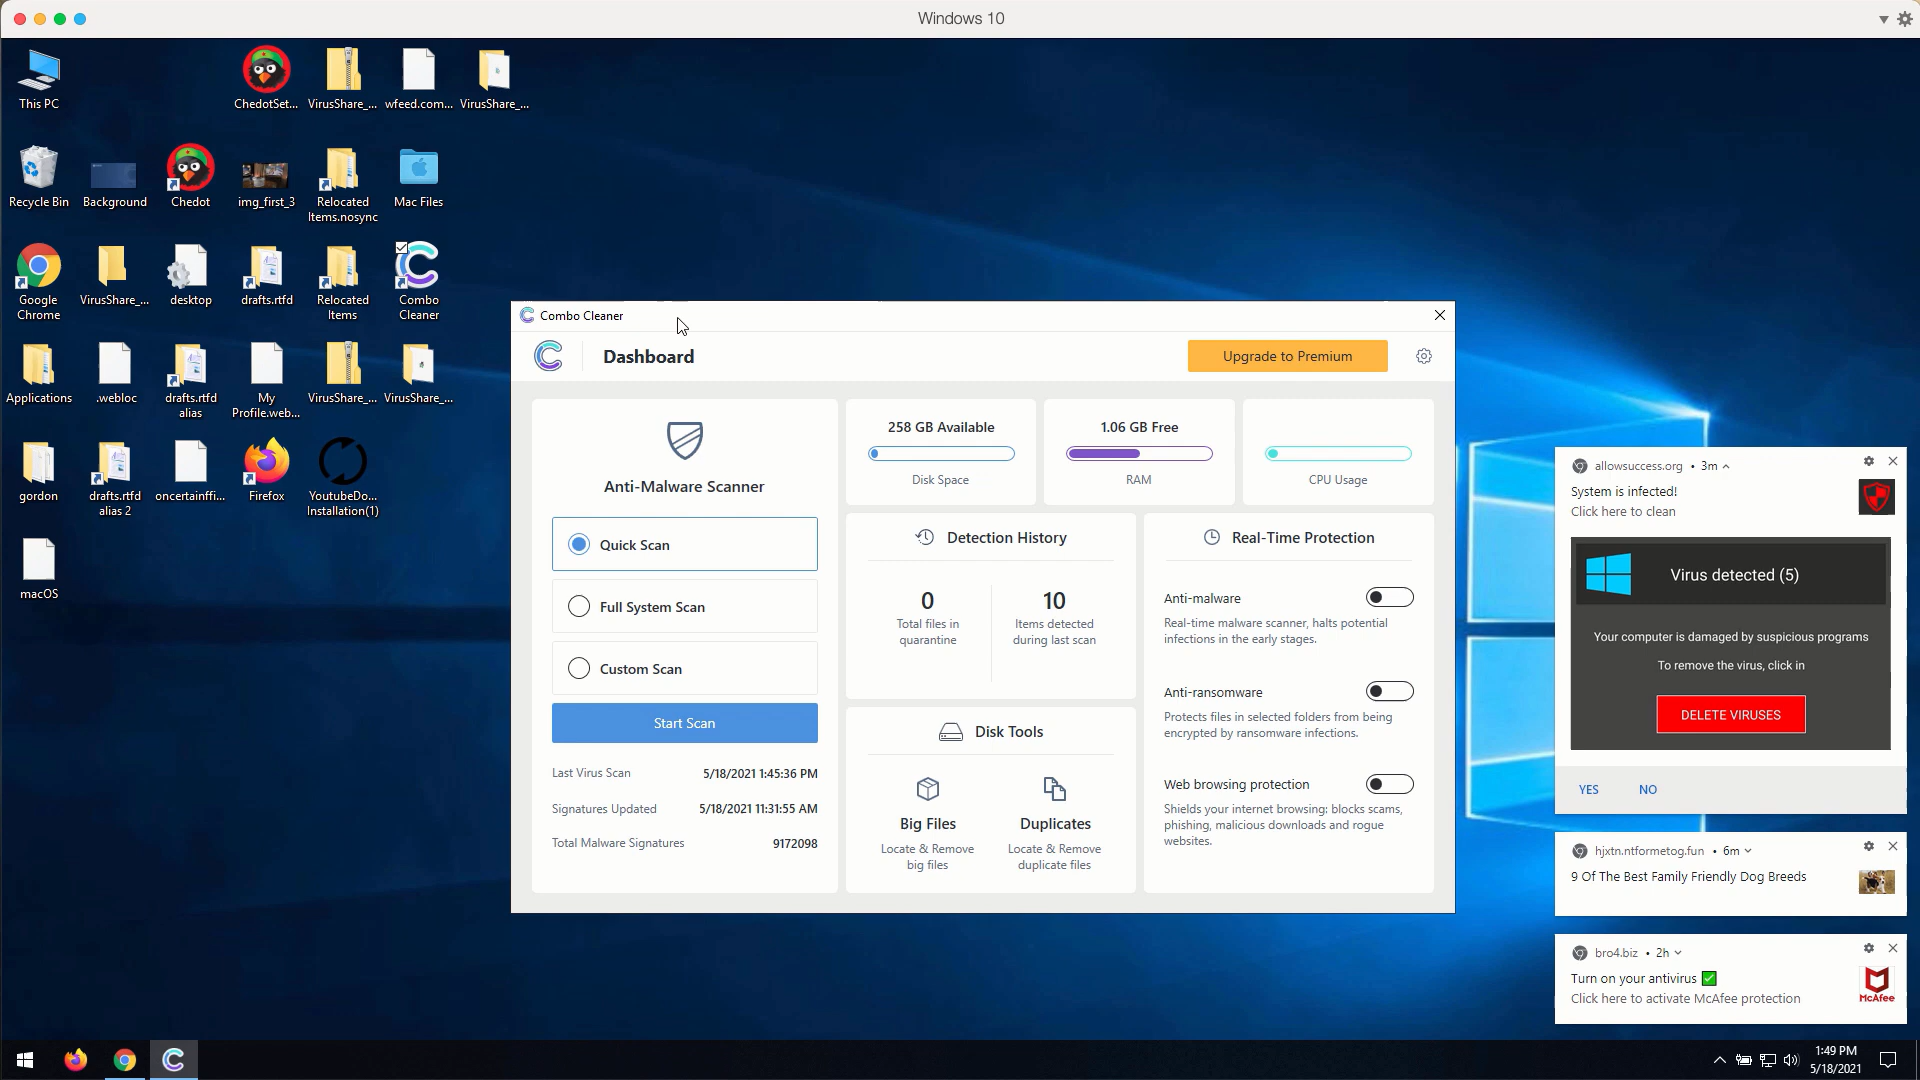 Windows 10
This PC
ChedotSet...
VirusShare_...
wfeed.com...
VirusShare_...
Recycle Bin
Background
Chedot
img_first_3
Relocated
Items.nosync
Mac Files
Google
Chrome
VirusShare_...
desktop
drafts.rtfd
Relocated
Items
Combo
Cleaner
Applications
.webloc
drafts.rtfd
alias
My
Profile.web...
VirusShare_...
VirusShare_...
gordon
drafts.rtfd
alias 2
oncertainffi...
Firefox
YoutubeDo...
Installation(1)
macOS
Combo Cleaner
Dashboard
Upgrade to Premium
Anti-Malware Scanner
Quick Scan
Full System Scan
Custom Scan
Start Scan
Last Virus Scan 5/18/2021 1:45:36 PM
Signatures Updated 5/18/2021 11:31:55 AM
Total Malware Signatures 9172098
258 GB Available
Disk Space
1.06 GB Free
RAM
CPU Usage
Detection History
0
Total files in
quarantine
10
Items detected
during last scan
Disk Tools
Big Files
Locate & Remove
big files
Duplicates
Locate & Remove
duplicate files
Real-Time Protection
Anti-malware
Real-time malware scanner, halts potential
infections in the early stages.
Anti-ransomware
Protects files in selected folders from being
encrypted by ransomware infections.
Web browsing protection
Shields your internet browsing: blocks scams,
phishing, malicious downloads and rogue
websites.
allowsuccess.org • 3m
System is infected!
Click here to clean
Virus detected (5)
Your computer is damaged by suspicious programs
To remove the virus, click in
DELETE VIRUSES
YES NO
hjxtn.ntformetog.fun • 6m
9 Of The Best Family Friendly Dog Breeds
bro4.biz • 2h
Turn on your antivirus ✅
Click here to activate McAfee protection
McAfee
1:49 PM
5/18/2021